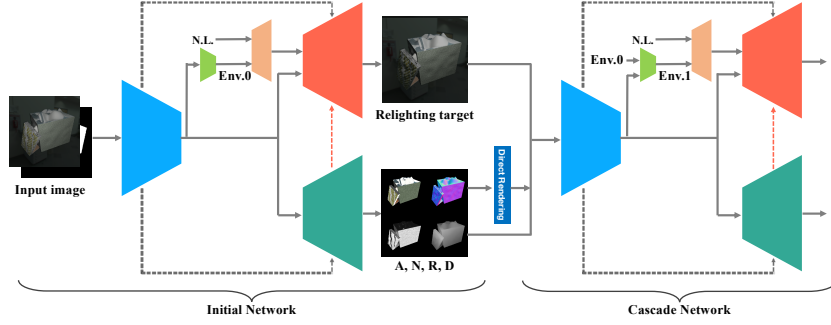 N.L.
Env.0
Input image
Relighting target
Direct Rendering
A, N, R, D
Initial Network
N.L.
Env.0
Env.1
Cascade Network